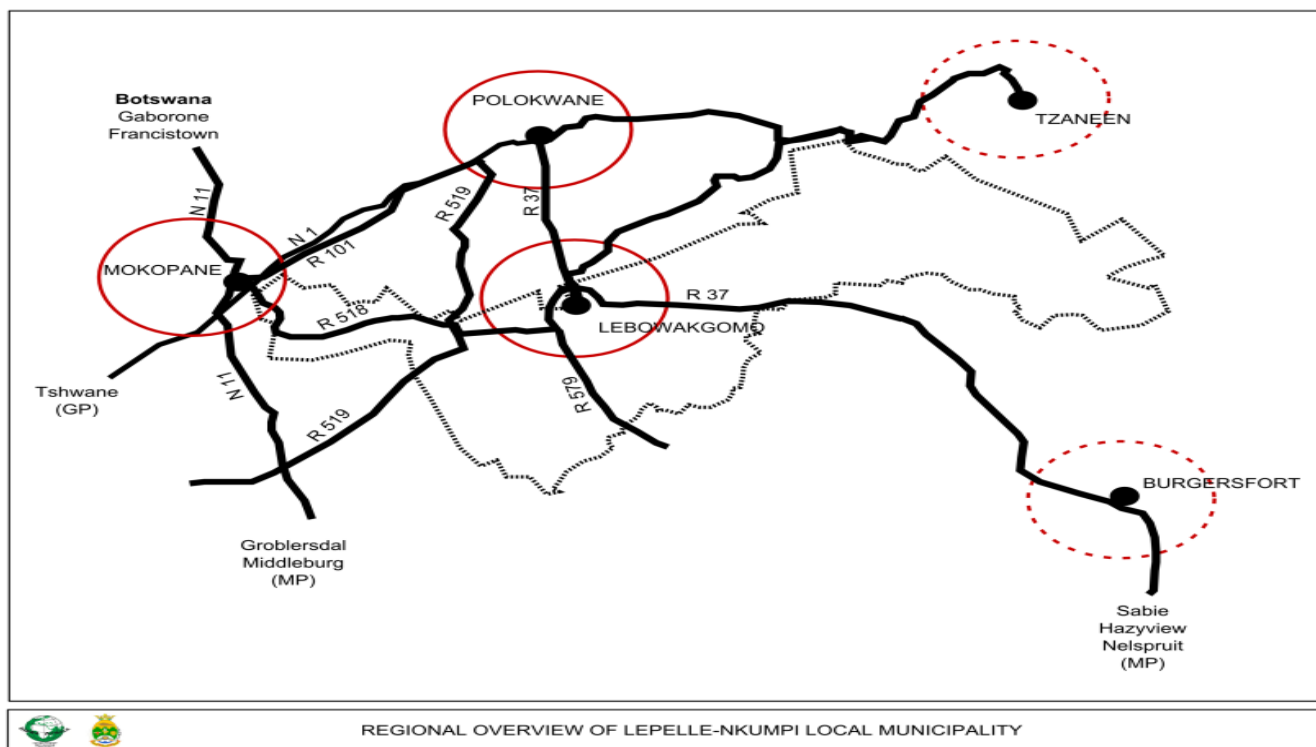 POLOKWANE
TZANEEN
Botswana
Gaborone
Francistown
N 11
R 519
R 37
N 1
R 101
MOKOPANE
R 518
R 37
LEBOWAKGOMO
Tshwane
(GP)
N 11
R 519
R 579
BURGERSFORT
Groblersdal
Middleburg
(MP)
Sabie
Hazyview
Nelspruit
(MP)
REGIONAL OVERVIEW OF LEPELLE-NKUMPI LOCAL MUNICIPALITY